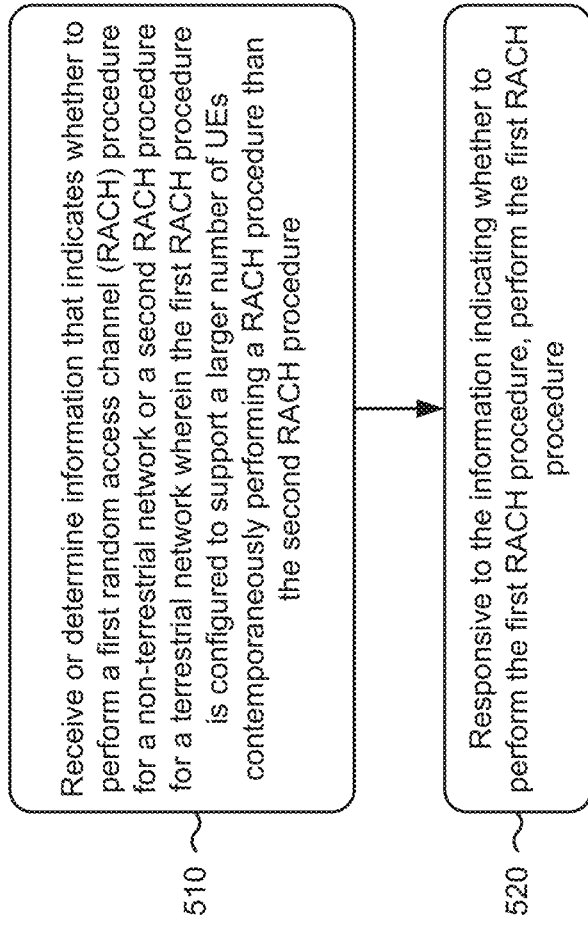 Receive or determine information that indicates whether to
perform a first random access channel (RACH) procedure
for a non-terrestrial network or a second RACH procedure
for a terrestrial network wherein the first RACH procedure
is configured to support a larger number of UEs
contemporaneously performing a RACH procedure than
the second RACH procedure
510
Responsive to the information indicating whether to
perform the first RACH procedure, perform the first RACH
procedure
520